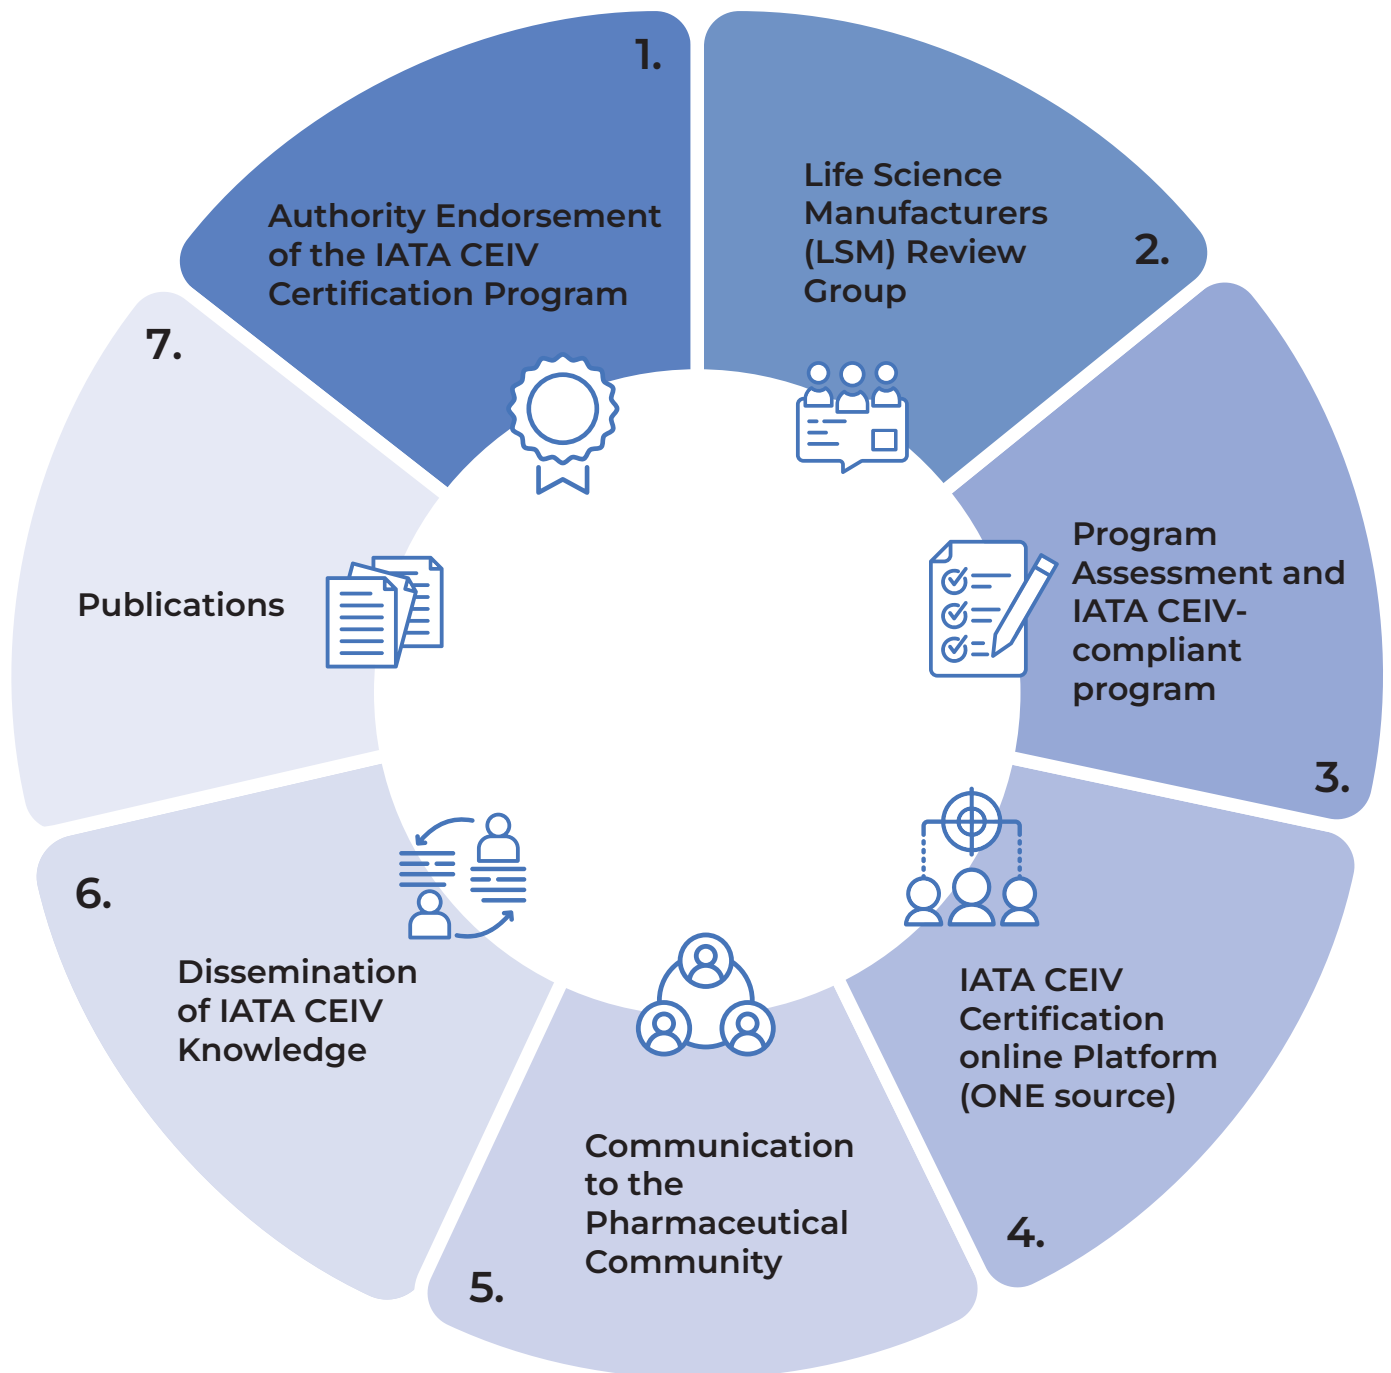 1.
Authority Endorsement
of the IATA CEIV
Certification Program
2.
Life Science
Manufacturers
(LSM) Review
Group
3.
Program
Assessment and
IATA CEIV-
compliant
program
4.
IATA CEIV
Certification
online Platform
(ONE source)
5.
Communication
to the
Pharmaceutical
Community
6.
Dissemination
of IATA CEIV
Knowledge
7.
Publications